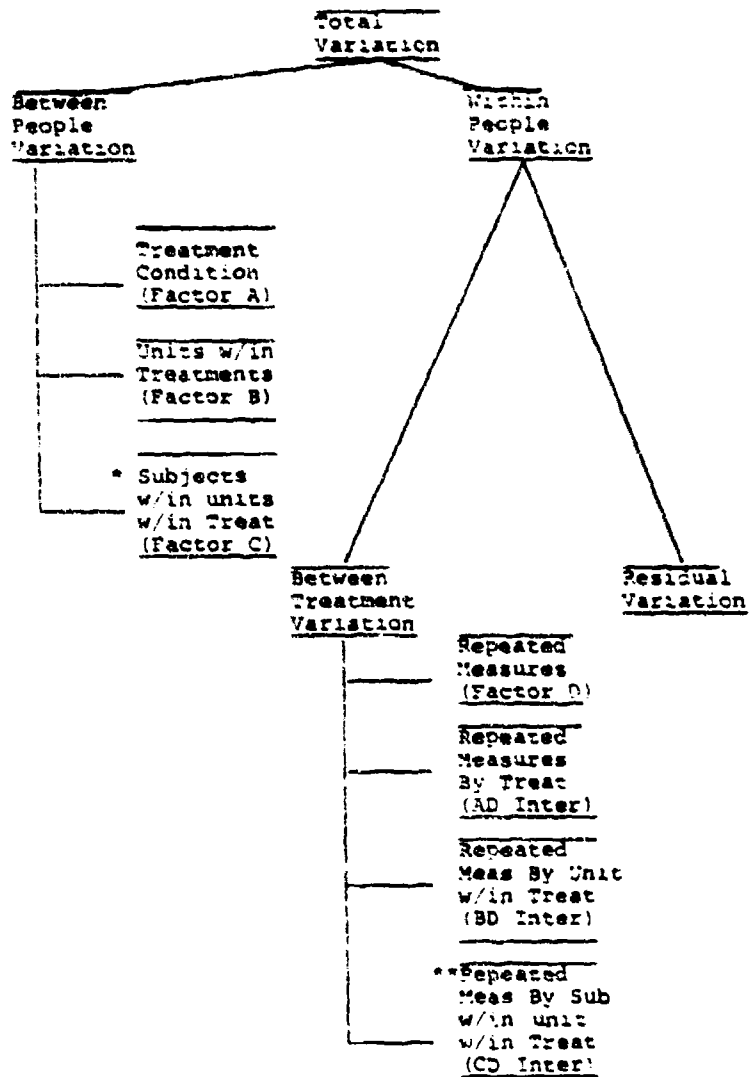 Total
Variation
Between
People
Variation
Within
People
Variation
Treatment
Condition
(Factor A)
Units w/in
Treatments
(Factor B)
* Subjects
w/in units
w/in Treat
(Factor C)
Between
Treatment
Variation
Residual
Variation
Repeated
Measures
(Factor D)
Repeated
Measures
By Treat
(AD Inter)
Repeated
Meas By Unit
w/in Treat
(BD Inter)
**Repeated
Meas By Sub
w/in unit
w/in Treat
(CD Inter)